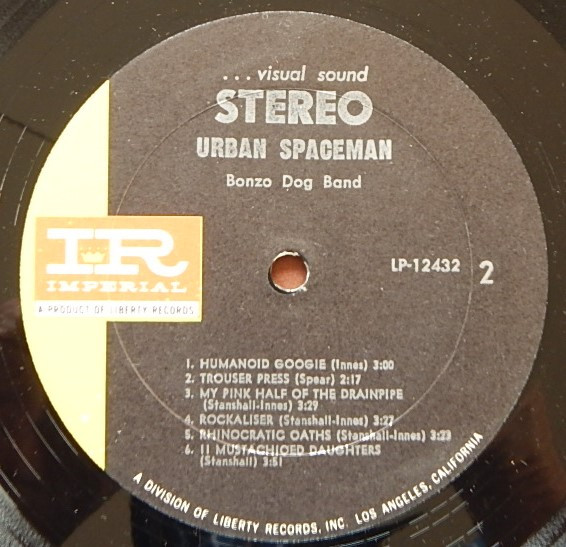 ...visual sound
STEREO
URBAN SPACEMAN
Bonzo Dog Band
IR
IMPERIAL
A PRODUCT OF LIBERTY RECORDS
LP-12432 2
1. HUMANOID GOOGIE (Innes) 3:00
2. TROUSER PRESS (Spear) 2:17
3. MY PINK HALF OF THE DRAINPIPE
(Stanshall-Innes) 3:29
4. ROCKALISER (Stanshall-Innes) 3:27
5. RHINOCRATIC OATHS (Stanshall-Innes) 3:23
6. 11 MUSTACHIOED DAUGHTERS
(Stanshall) 3:51
A DIVISION OF LIBERTY RECORDS, INC. LOS ANGELES, CALIFORNIA